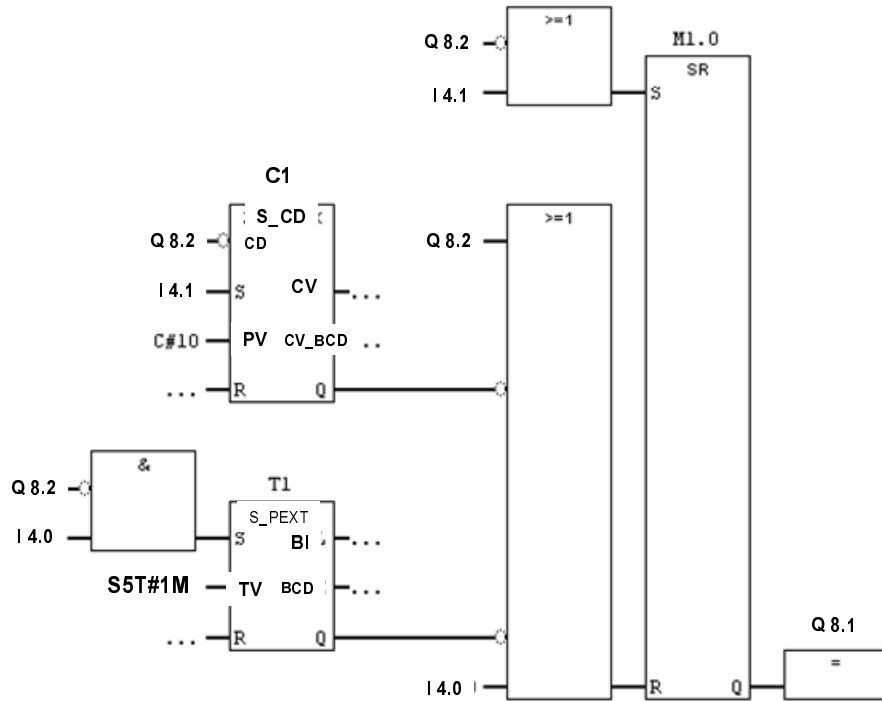 >=1
Q 8.2
M1.0
SR
I 4.1
S
C1
S_CD
>=1
Q 8.2
CD
Q 8.2
I 4.1
S
CV
...
C#10
PV
CV_BCD
..
...
R
Q
&
Q 8.2
T1
S_PEXT
I 4.0
S
BI
...
S5T#1M
TV
BCD
...
Q 8.1
...
R
Q
=
I 4.0
R
Q